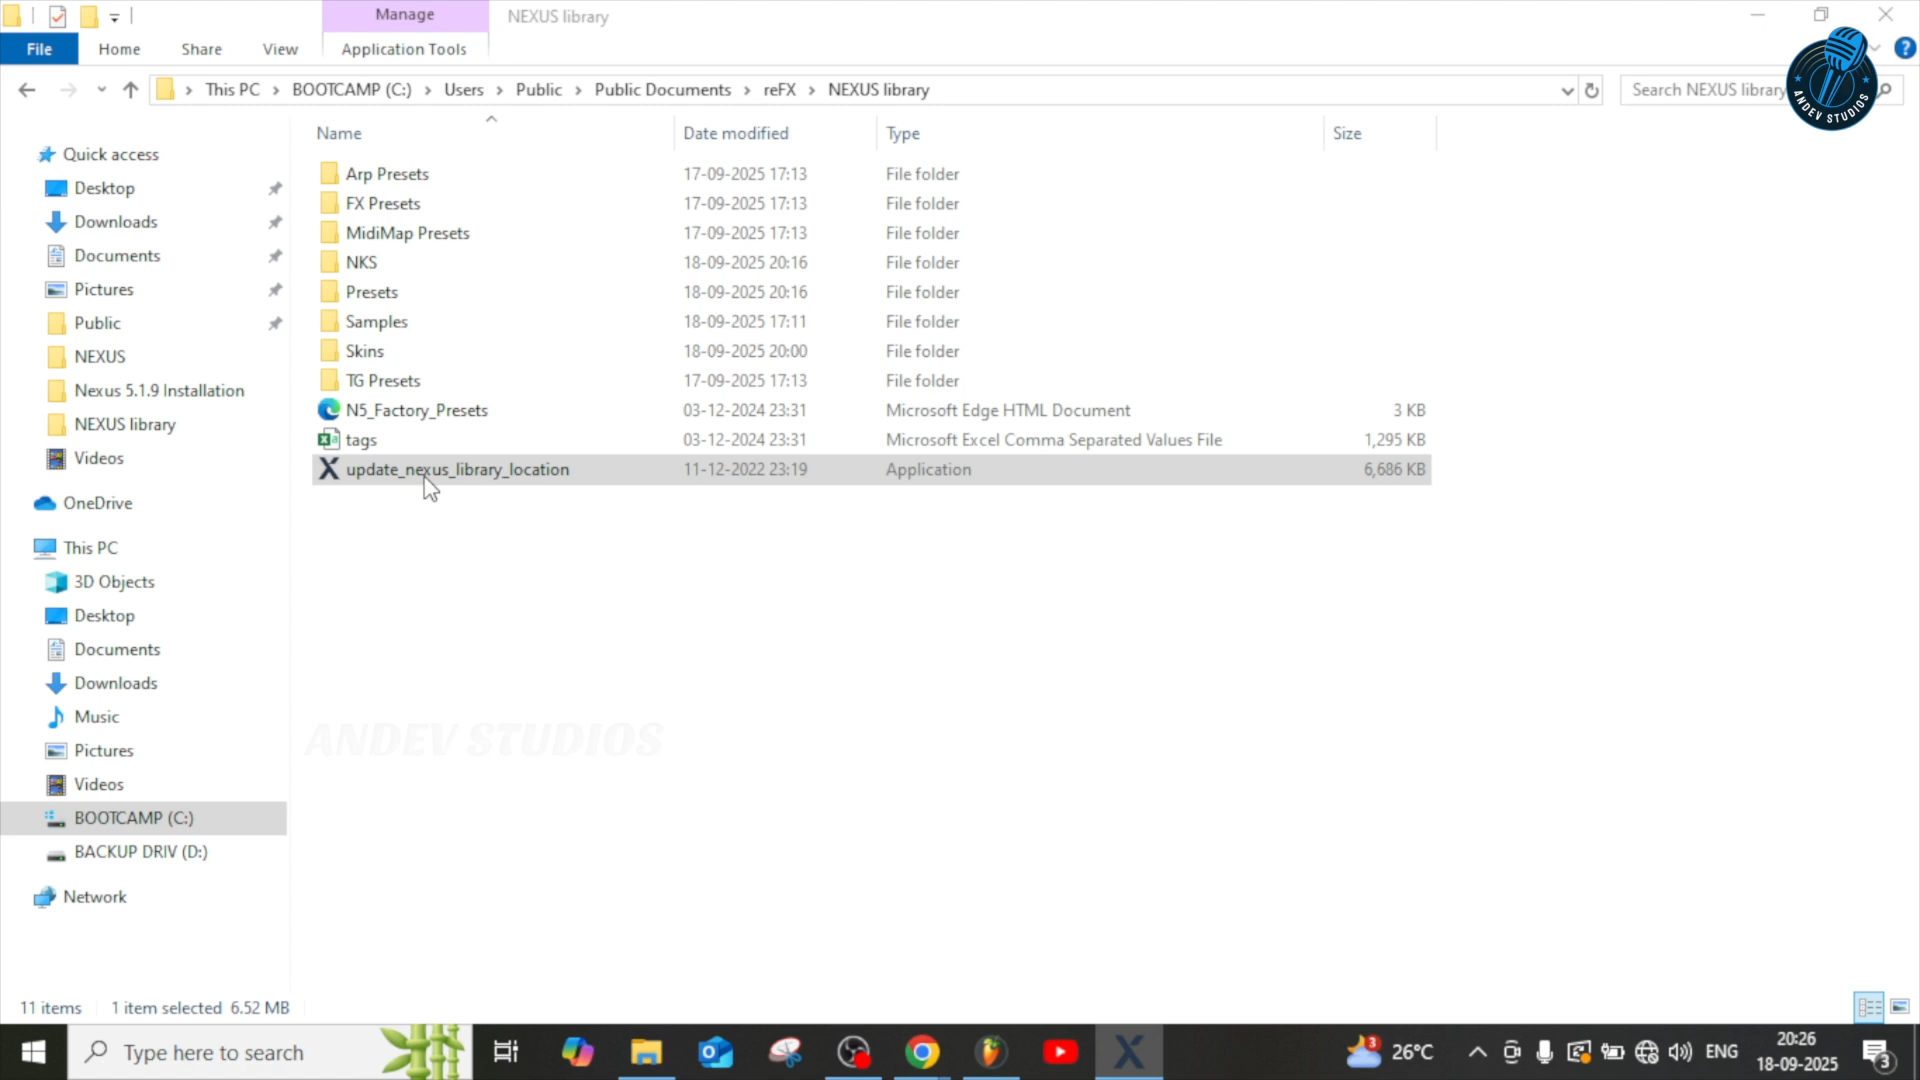 Manage
NEXUS library
File
Home
Share
View
Application Tools
This PC
BOOTCAMP (C:)
Users
Public
Public Documents
reFX
NEXUS library
Search NEXUS library
ANDEV STUDIOS
Name
Date modified
Type
Size
Quick access
Desktop
Downloads
Documents
Pictures
Public
NEXUS
Nexus 5.1.9 Installation
NEXUS library
Videos
OneDrive
This PC
3D Objects
Desktop
Documents
Downloads
Music
Pictures
Videos
BOOTCAMP (C:)
BACKUP DRIV (D:)
Network
Arp Presets 17-09-2025 17:13 File folder
FX Presets 17-09-2025 17:13 File folder
MidiMap Presets 17-09-2025 17:13 File folder
NKS 18-09-2025 20:16 File folder
Presets 18-09-2025 20:16 File folder
Samples 18-09-2025 17:11 File folder
Skins 18-09-2025 20:00 File folder
TG Presets 17-09-2025 17:13 File folder
N5_Factory_Presets 03-12-2024 23:31 Microsoft Edge HTML Document 3 KB
tags 03-12-2024 23:31 Microsoft Excel Comma Separated Values File 1,295 KB
update_nexus_library_location 11-12-2022 23:19 Application 6,686 KB
ANDEV STUDIOS
11 items
1 item selected 6.52 MB
Type here to search
3
26°C
ENG
20:26
18-09-2025
3